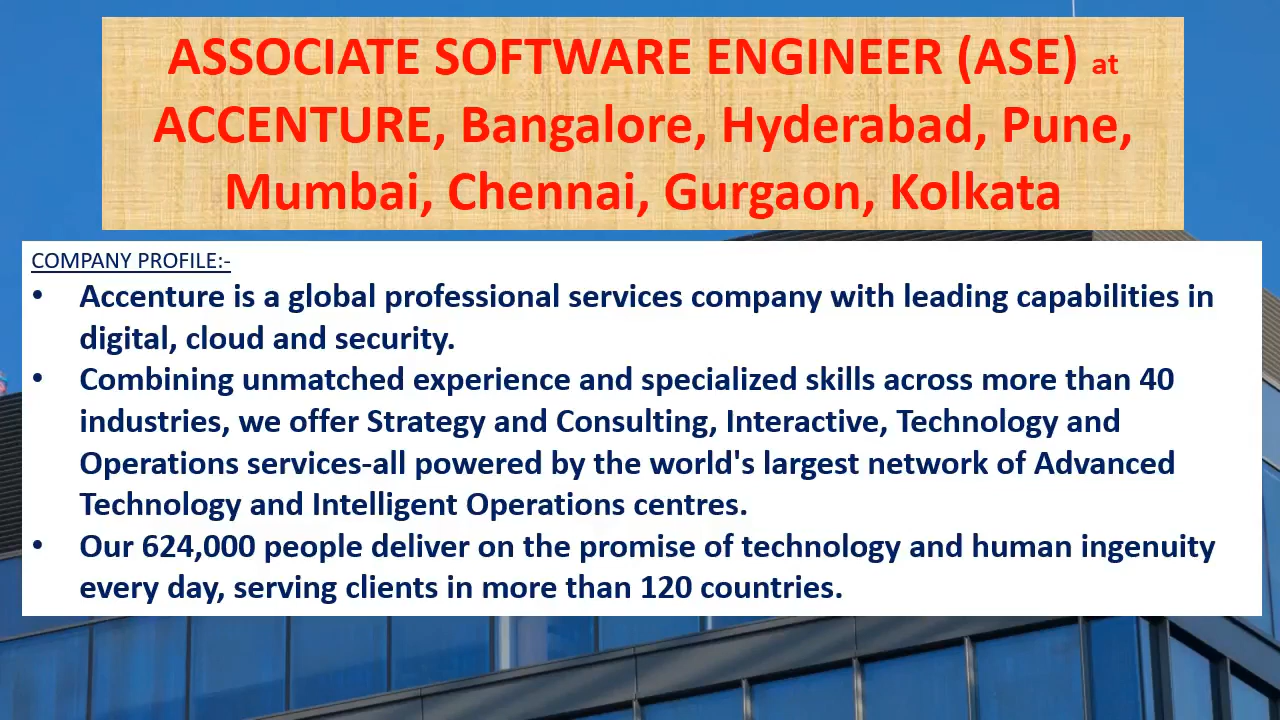 ASSOCIATE SOFTWARE ENGINEER (ASE) at
ACCENTURE, Bangalore, Hyderabad, Pune,
Mumbai, Chennai, Gurgaon, Kolkata
COMPANY PROFILE:-
• Accenture is a global professional services company with leading capabilities in
digital, cloud and security.
• Combining unmatched experience and specialized skills across more than 40
industries, we offer Strategy and Consulting, Interactive, Technology and
Operations services-all powered by the world's largest network of Advanced
Technology and Intelligent Operations centres.
• Our 624,000 people deliver on the promise of technology and human ingenuity
every day, serving clients in more than 120 countries.